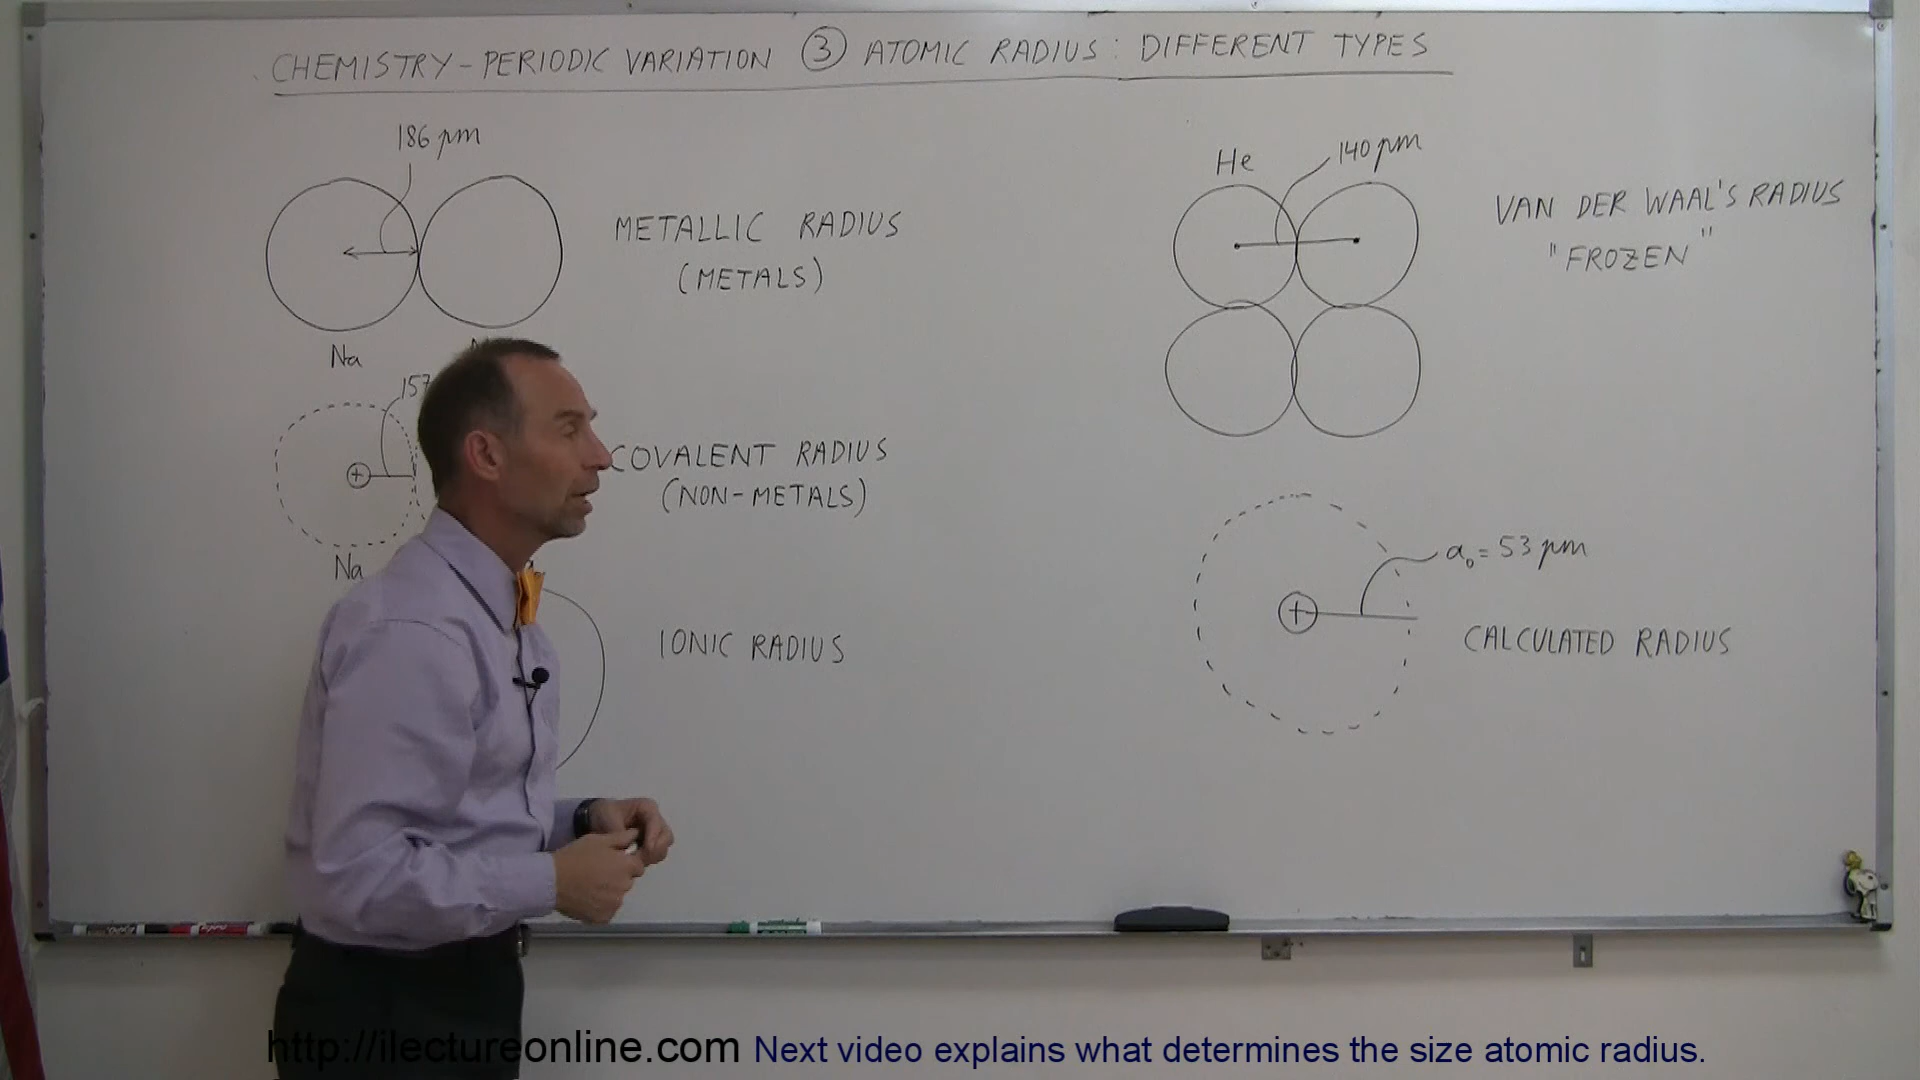 CHEMISTRY-PERIODIC VARIATION ③ ATOMIC RADIUS: DIFFERENT TYPES
186 pm
METALLIC RADIUS
(METALS)
Na
COVALENT RADIUS
(NON-METALS)
+
Na
IONIC RADIUS
He
140 pm
VAN DER WAAL'S RADIUS
"FROZEN"
a₀ = 53 pm
+
CALCULATED RADIUS
http://ilectureonline.com Next video explains what determines the size atomic radius.